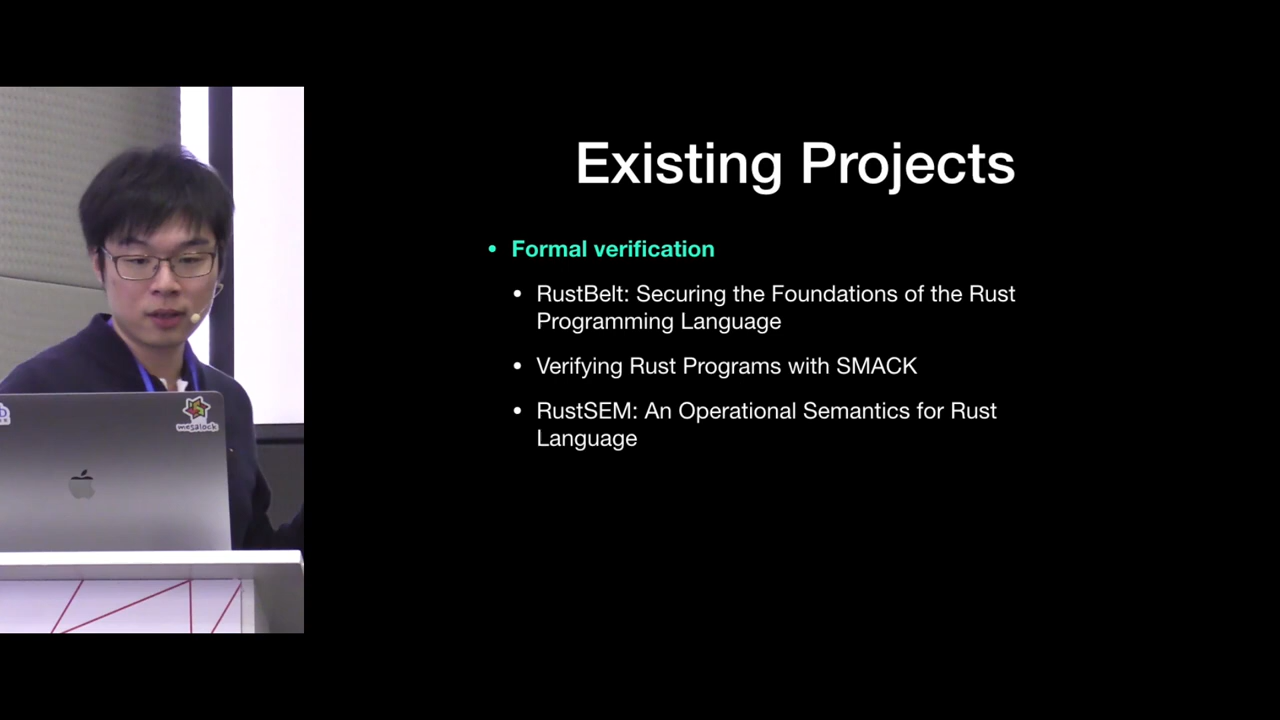 Existing Projects
• Formal verification
• RustBelt: Securing the Foundations of the Rust
Programming Language
• Verifying Rust Programs with SMACK
• RustSEM: An Operational Semantics for Rust
Language
mesalock